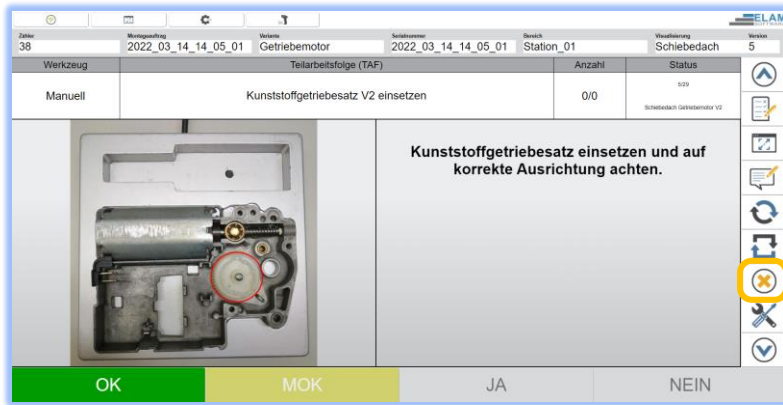 ELAM
Zähler
Montageauftrag
Variante
Serialnummer
Bereich
Visualisierung
Version
38
2022_03_14_14_05_01
Getriebemotor
2022_03_14_14_05_01
Station_01
Schiebedach
5
Werkzeug
Teilarbeitsfolge (TAF)
Anzahl
Status
Manuell
Kunststoffgetriebesatz V2 einsetzen
0/0
5/29
Schiebedach Getriebemotor V2
Kunststoffgetriebesatz einsetzen und auf
korrekte Ausrichtung achten.
OK
MOK
JA
NEIN